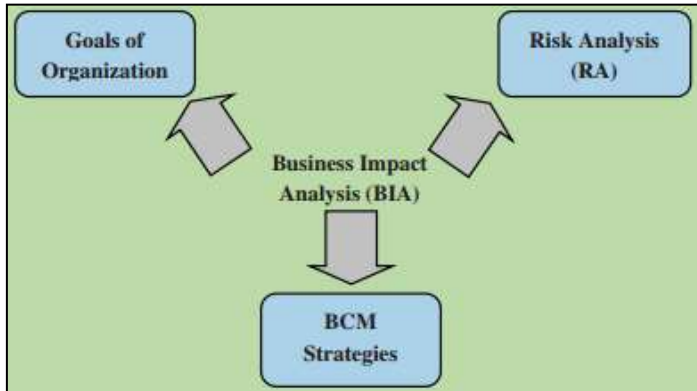 Goals of
Organization
Risk Analysis
(RA)
Business Impact
Analysis (BIA)
BCM
Strategies